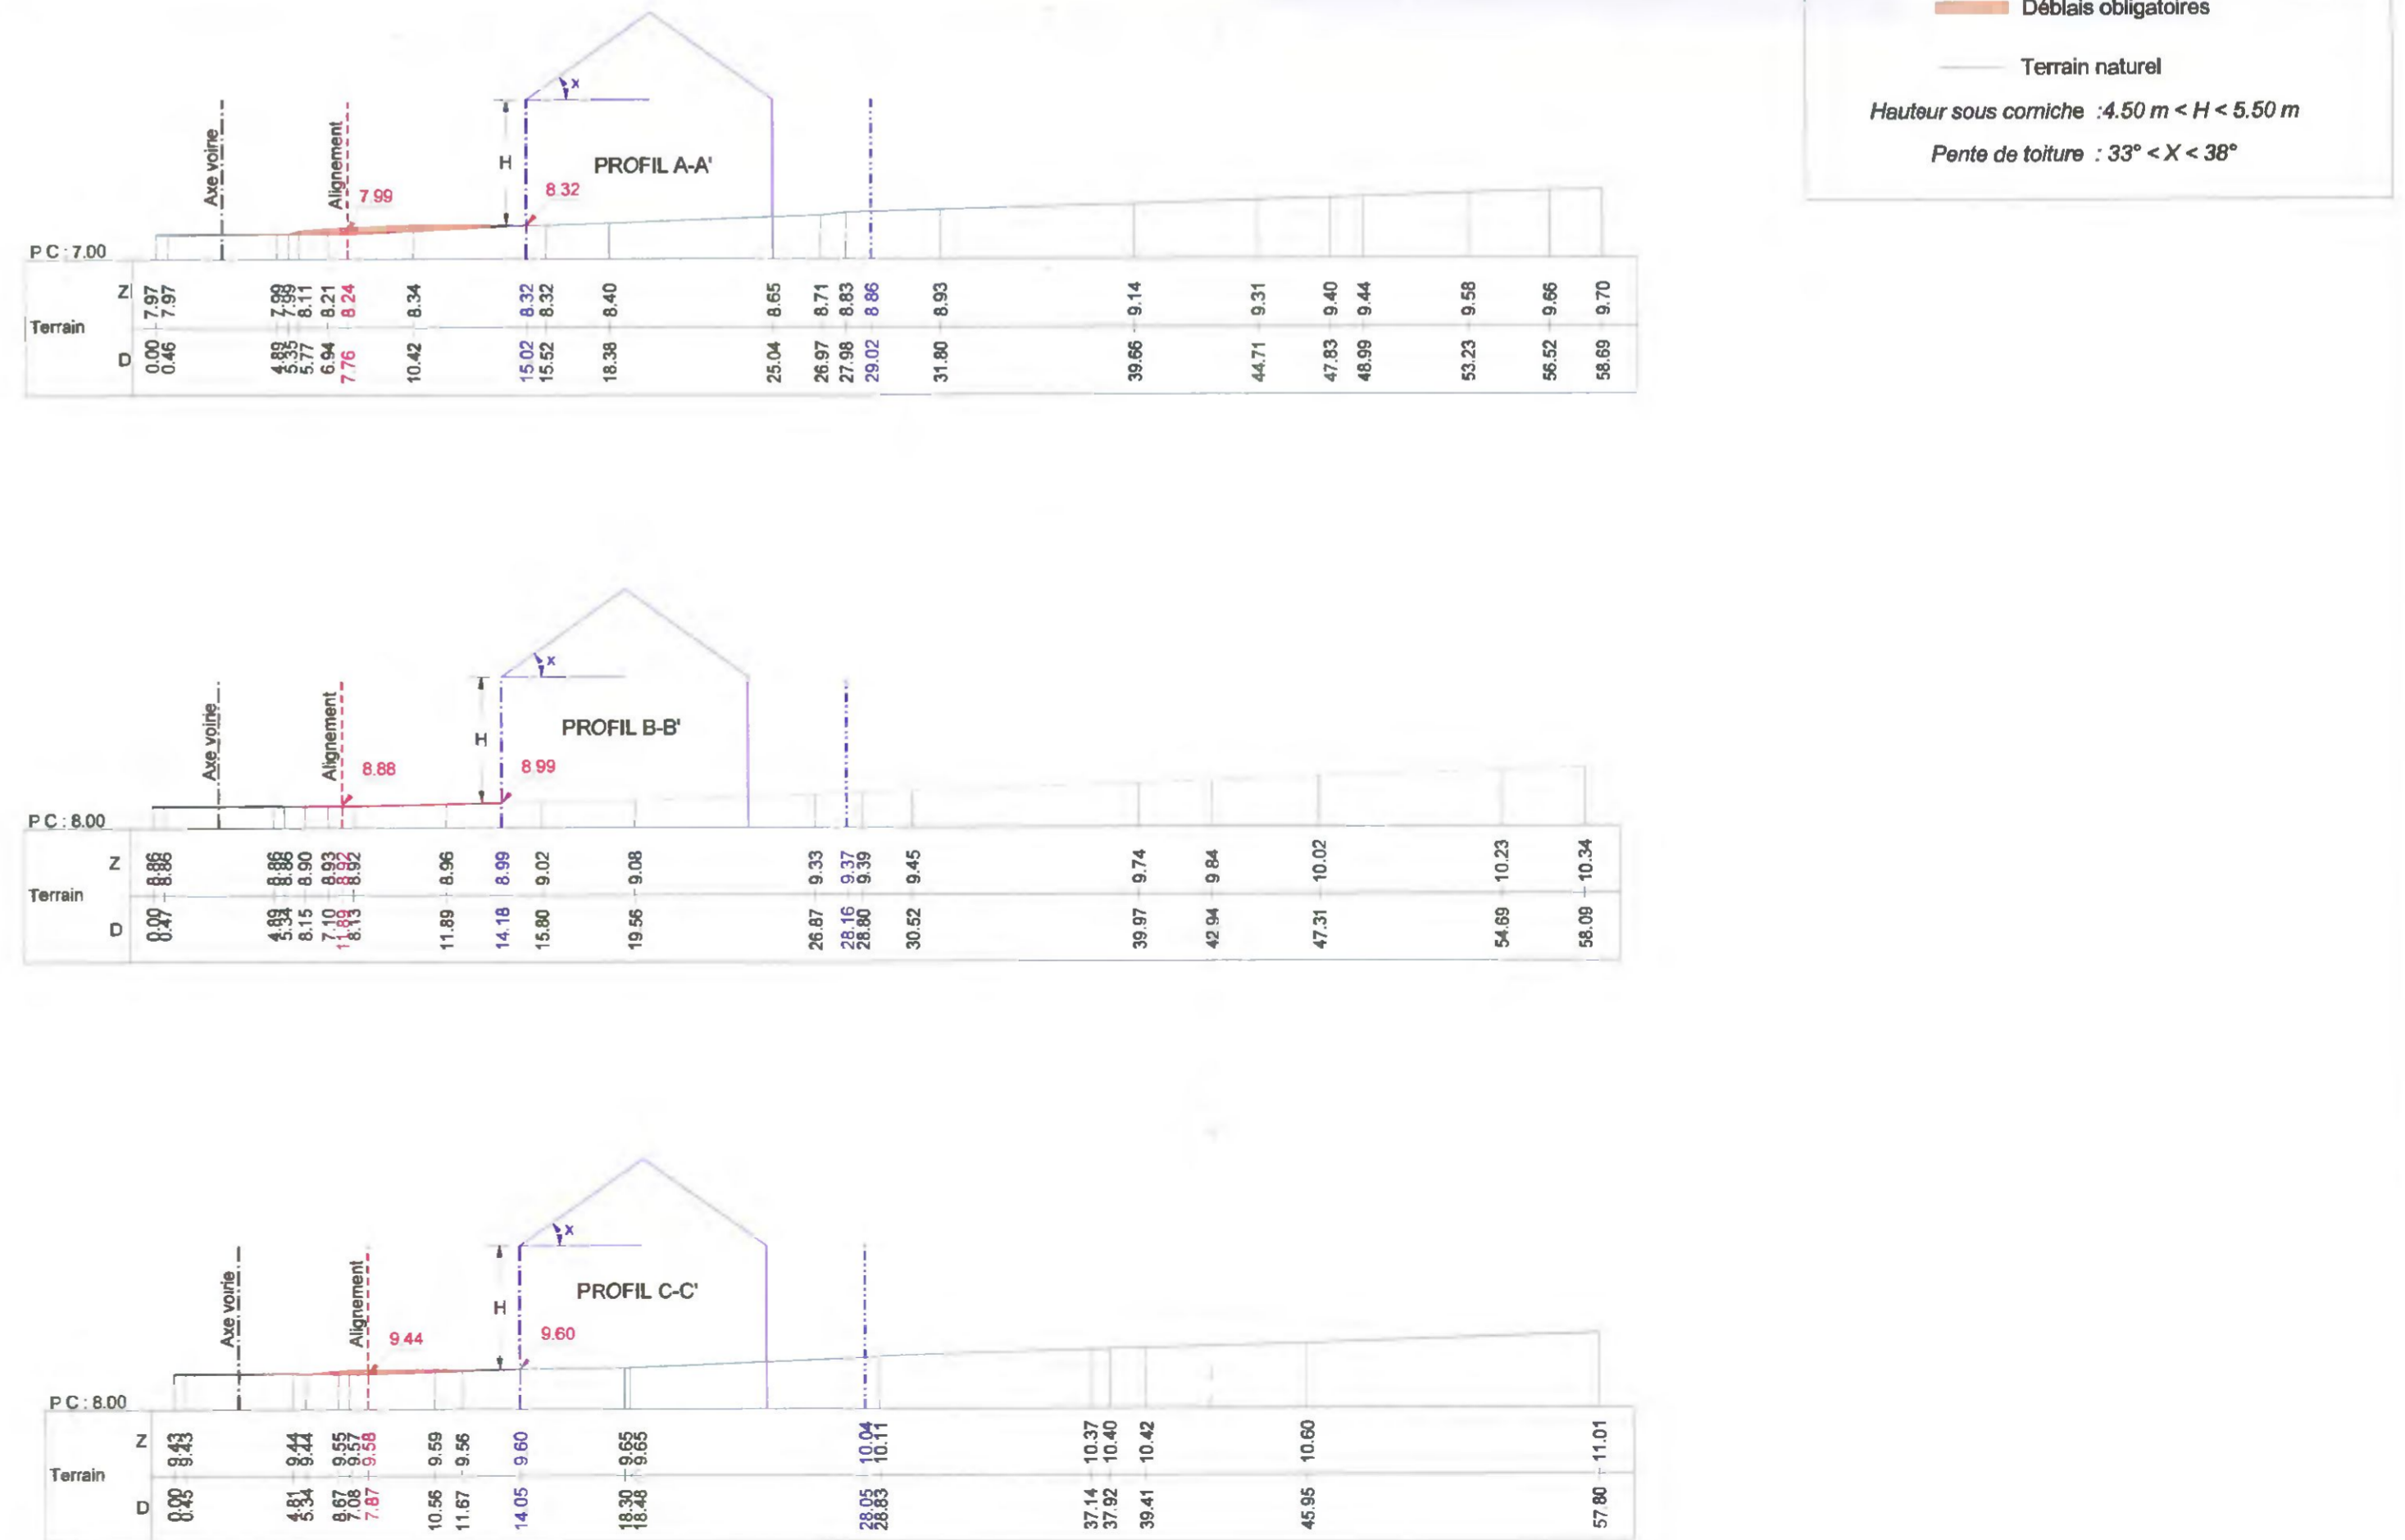 Déblais obligatoires
Terrain naturel
Hauteur sous corniche :4.50 m < H < 5.50 m
Pente de toiture : 33° < X < 38°
Axe voirie
Alignement
7.99
H
x
8.32
PROFIL A-A'
P C : 7.00
Terrain
Z 7.97 7.97 7.99 7.99 8.11 8.21 8.24 8.34 8.32 8.32 8.40 8.65 8.71 8.83 8.86 8.93 9.14 9.31 9.40 9.44 9.58 9.66 9.70
D 0.00 0.46 4.89 5.35 5.77 6.94 7.76 10.42 15.02 15.52 18.38 25.04 26.97 27.98 29.02 31.80 39.66 44.71 47.83 48.99 53.23 56.52 58.69
Axe voirie
Alignement
8.88
H
x
8.99
PROFIL B-B'
P C : 8.00
Terrain
Z 8.86 8.86 8.86 8.86 8.90 8.93 8.92 8.92 8.96 8.99 9.02 9.08 9.33 9.37 9.39 9.45 9.74 9.84 10.02 10.23 10.34
D 0.00 0.47 4.89 5.34 8.15 7.10 11.89 8.13 11.89 14.18 15.80 19.56 26.87 28.16 28.80 30.52 39.97 42.94 47.31 54.69 58.09
Axe voirie
Alignement
9.44
H
x
9.60
PROFIL C-C'
P C : 8.00
Terrain
Z 9.43 9.43 9.44 9.44 9.55 9.57 9.58 9.59 9.56 9.60 9.65 9.65 10.04 10.11 10.37 10.40 10.42 10.60 11.01
D 0.00 0.45 4.81 5.34 8.67 7.08 7.87 10.56 11.67 14.05 18.30 18.48 28.05 28.83 37.14 37.92 39.41 45.95 57.80